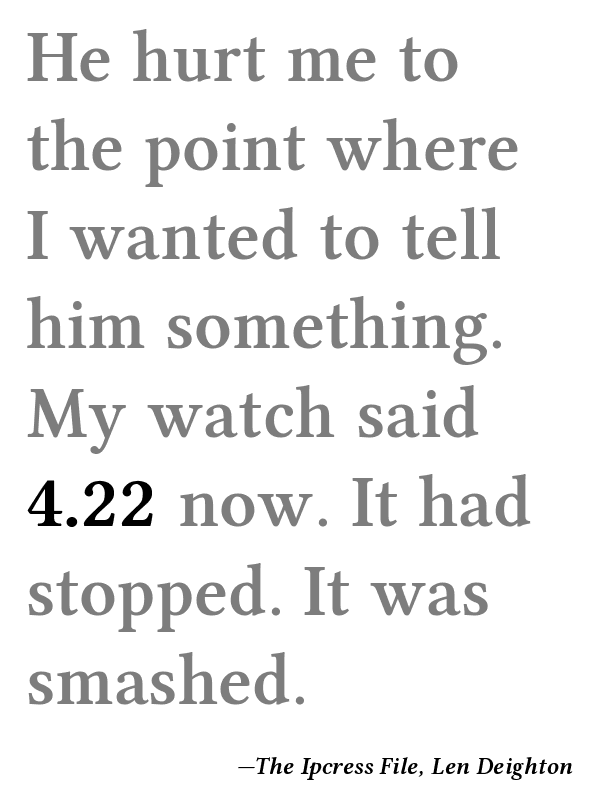 He hurt me to
the point where
I wanted to tell
him something.
My watch said
4.22 now. It had
stopped. It was
smashed.
—The Ipcress File, Len Deighton